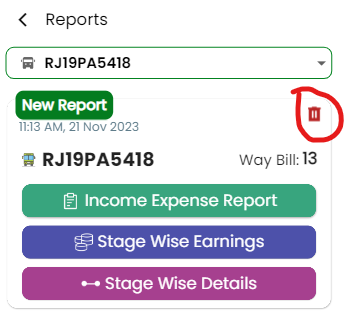 Reports
RJ19PA5418
New Report
11:13 AM, 21 Nov 2023
RJ19PA5418 Way Bill: 13
Income Expense Report
Stage Wise Earnings
Stage Wise Details